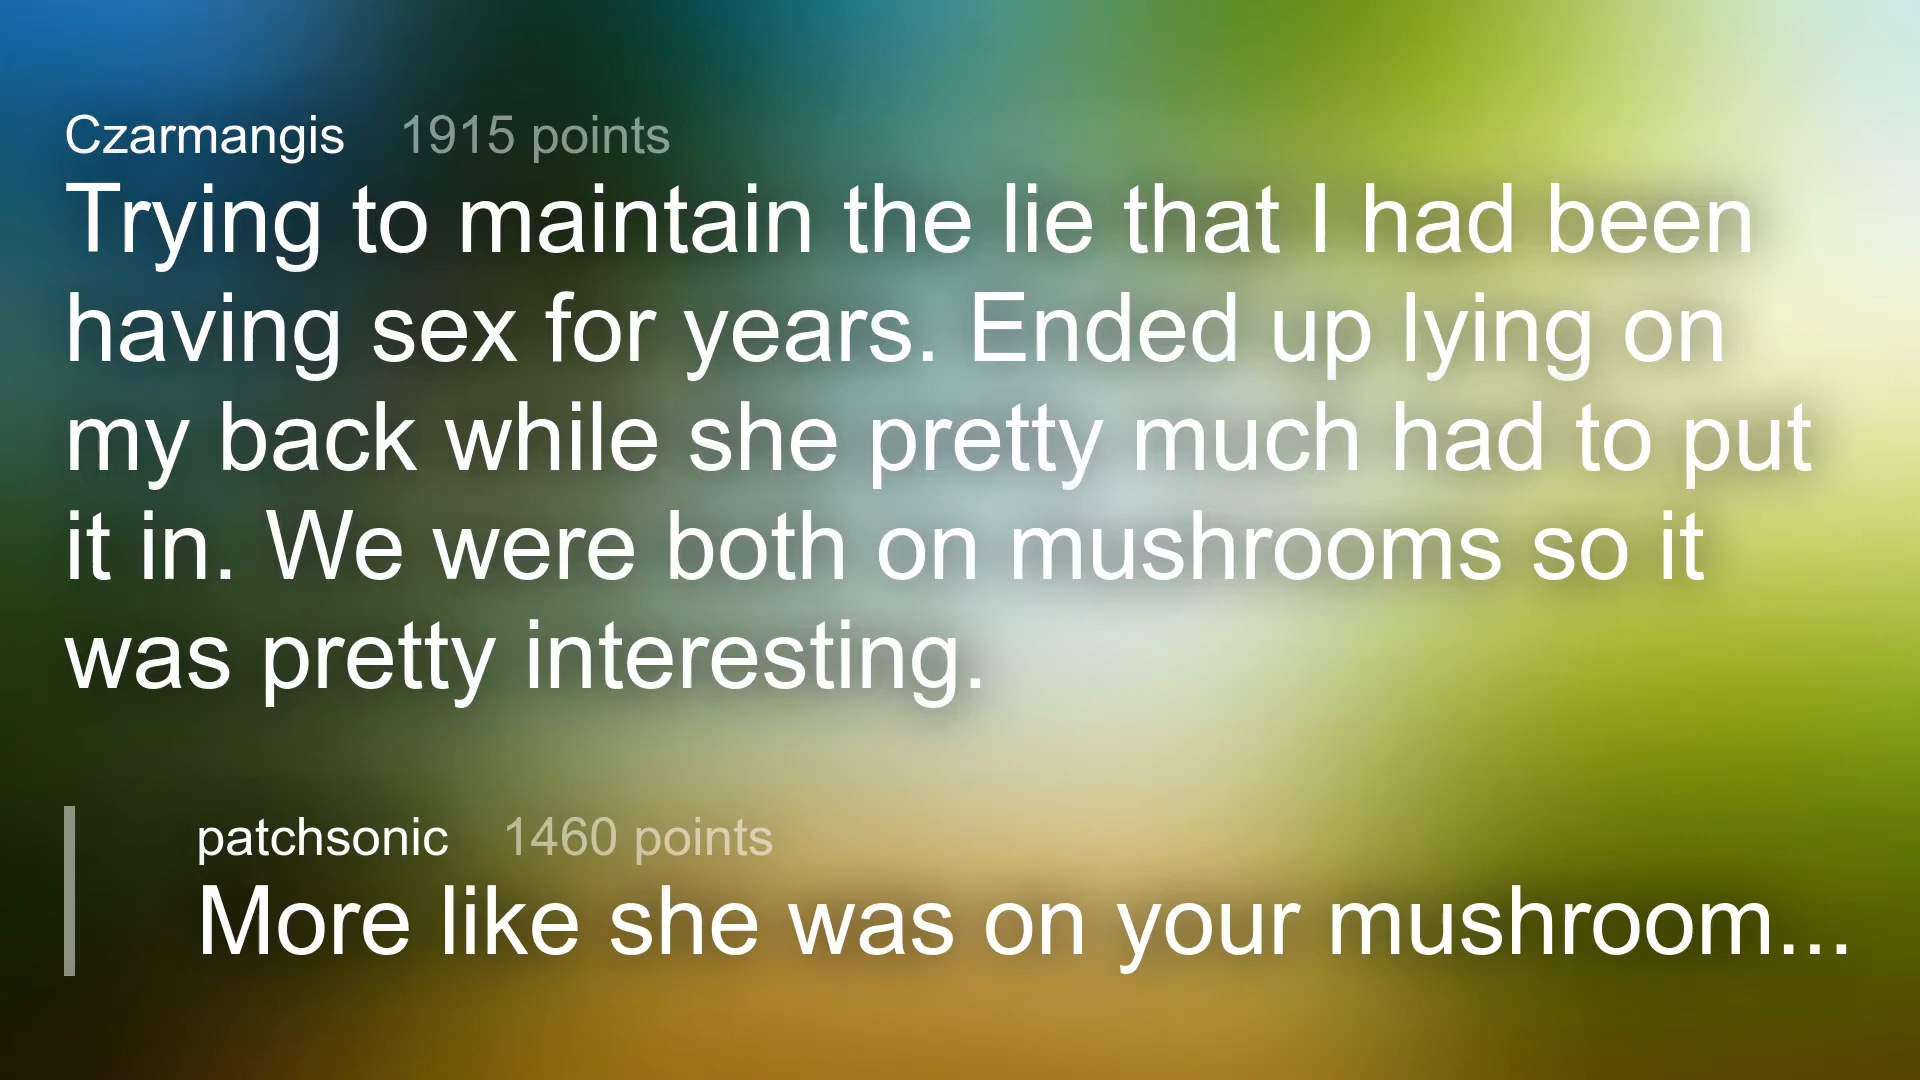 Czarmangis 1915 points
Trying to maintain the lie that I had been
having sex for years. Ended up lying on
my back while she pretty much had to put
it in. We were both on mushrooms so it
was pretty interesting.
patchsonic 1460 points
More like she was on your mushroom...